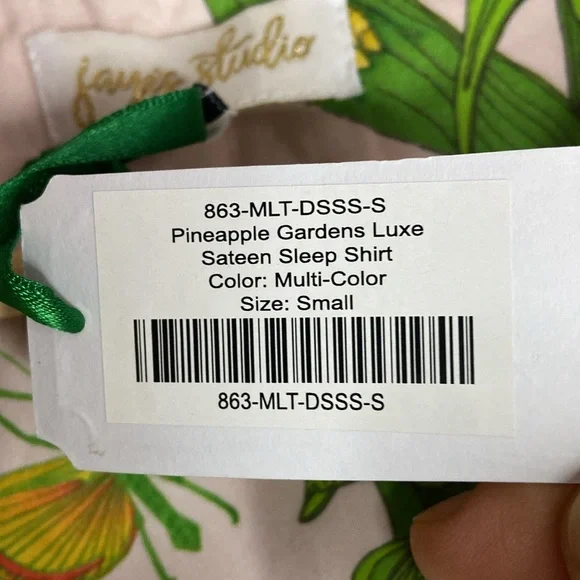 jaype studio
863-MLT-DSSS-S
Pineapple Gardens Luxe
Sateen Sleep Shirt
Color: Multi-Color
Size: Small
863-MLT-DSSS-S